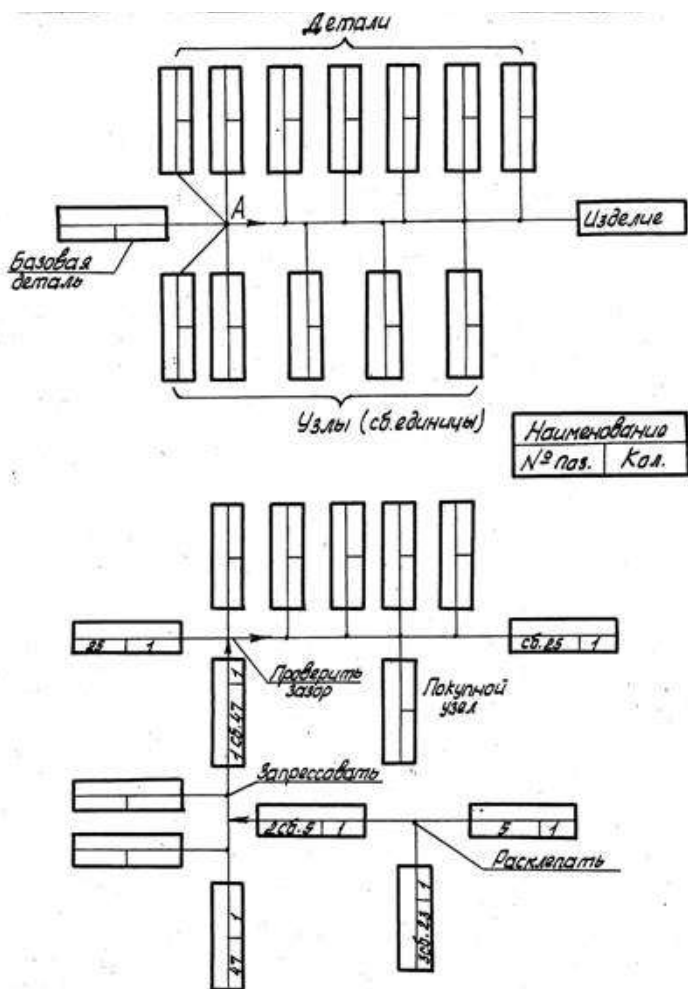 Детали
А
Изделие
Базовая
деталь
Узлы (сб.единицы)
Наименование
№ поз.
Кол.
25
1
сб.25
1
Проверить
зазор
Покупной
узел
1сб.47
1
Запрессовать
2сб.5
1
5
1
Расклепать
47
1
3сб.23
1